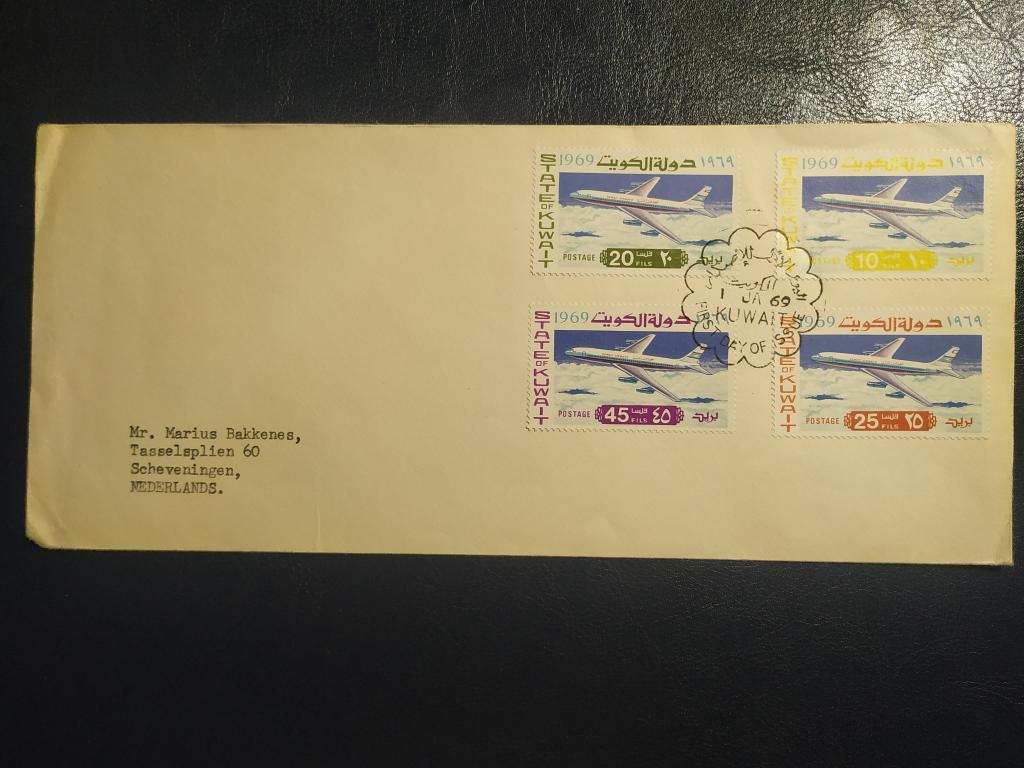 1969 دولة الكويت ١٩٦٩
STATE OF KUWAIT
POSTAGE 20 FILS فلسا ٢٠ بريد
1969 دولة الكويت ١٩٦٩
STATE OF KUWAIT
POSTAGE 10 FILS ١٠ بريد
1 JA 69
KUWAIT
FIRST DAY OF ISSUE
1969 دولة الكويت ١٩٦٩
STATE OF KUWAIT
POSTAGE 45 FILS فلسا ٤٥ بريد
1969 دولة الكويت ١٩٦٩
STATE OF KUWAIT
POSTAGE 25 FILS فلسا ٢٥ بريد
Mr. Marius Bakkenes,
Tasselsplien 60
Scheveningen,
NEDERLANDS.